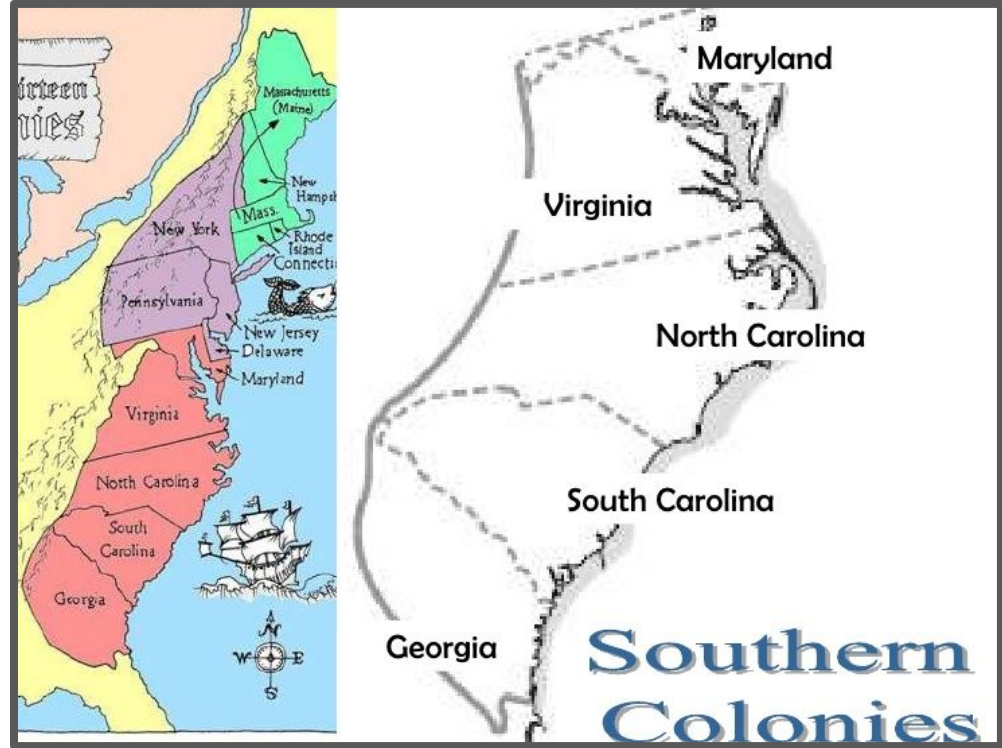 irteen
nies
Massachusetts
(Maine)
New
Hampsh
Mass.
New York
Rhode
Island
Connecti
Pennsylvania
New Jersey
Delaware
Maryland
Virginia
North Carolina
South
Carolina
Georgia
N
W
E
S
Maryland
Virginia
North Carolina
South Carolina
Georgia
Southern
Colonies